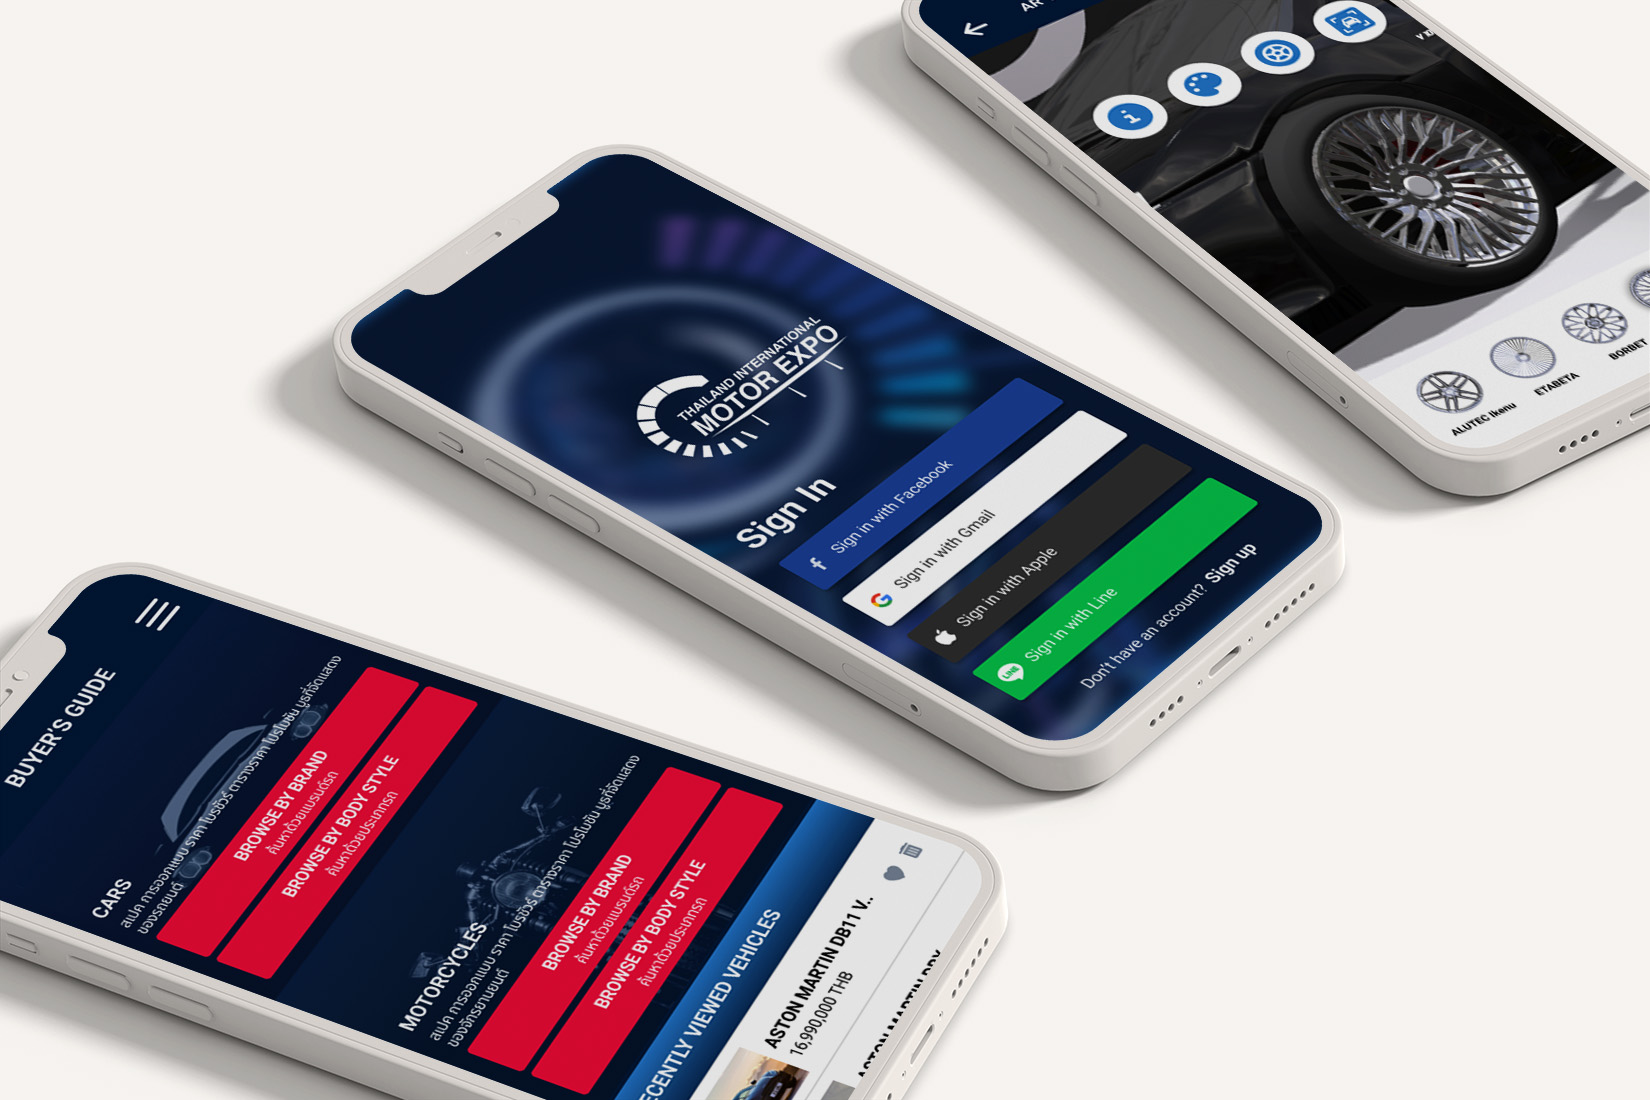 AR
ALUTEC Ikenu
ETABETA
BORBET
THAILAND INTERNATIONAL
MOTOR EXPO
Sign In
Sign in with Facebook
Sign in with Gmail
Sign in with Apple
LINE
Sign in with Line
Don't have an account? Sign up
BUYER'S GUIDE
CARS
สเปค การออกแบบ ราคา โบรชัวร์ ตารางราคา โปรโมชัน บูธที่จัดแสดง
ของรถยนต์
BROWSE BY BRAND
ค้นหาด้วยแบรนด์รถ
BROWSE BY BODY STYLE
ค้นหาด้วยประเภทรถ
MOTORCYCLES
สเปค การออกแบบ ราคา โบรชัวร์ ตารางราคา โปรโมชัน บูธที่จัดแสดง
ของจักรยานยนต์
BROWSE BY BRAND
ค้นหาด้วยแบรนด์รถ
BROWSE BY BODY STYLE
ค้นหาด้วยประเภทรถ
ECENTLY VIEWED VEHICLES
ASTON MARTIN DB11 V..
16,990,000 THB